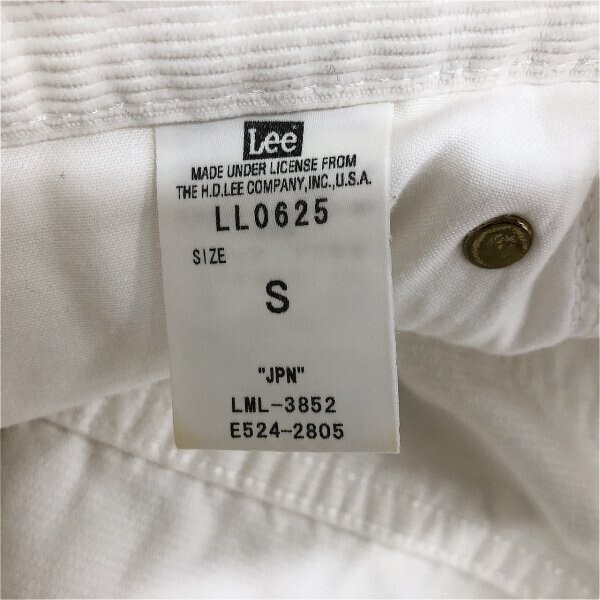 Lee
MADE UNDER LICENSE FROM
THE H.D.LEE COMPANY,INC.,U.S.A.
LL0625
SIZE
S
"JPN"
LML-3852
E524-2805